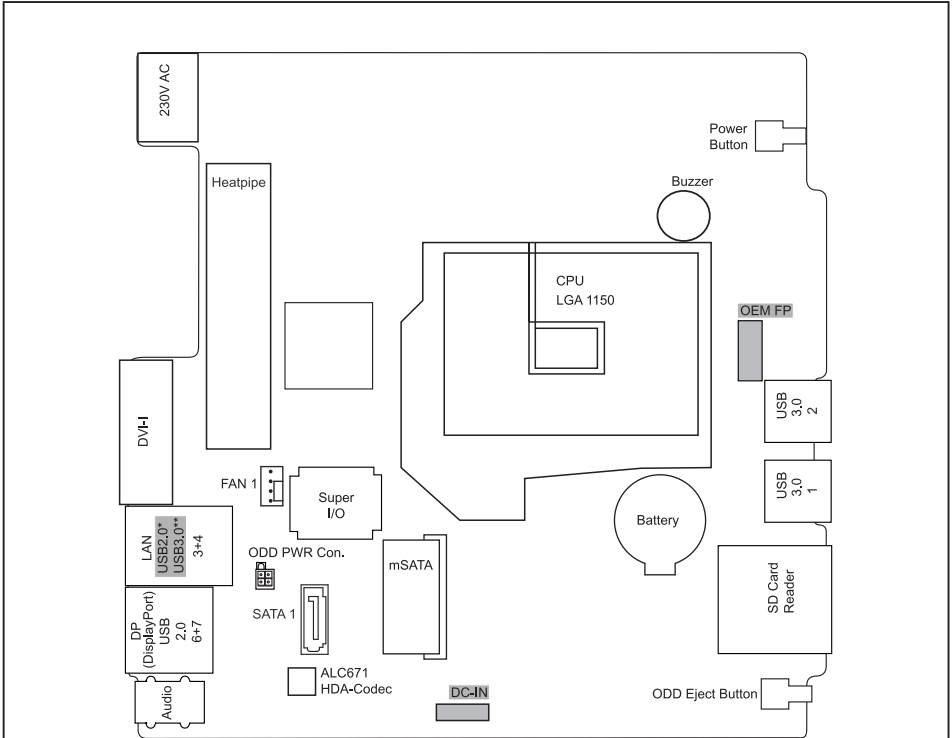 230V AC
Power
Button
Heatpipe
Buzzer
CPU
LGA 1150
OEM FP
USB
3.0
2
DVI-I
FAN 1
Super
I/O
USB
3.0
1
Battery
LAN
USB2.0*
USB3.0**
3+4
ODD PWR Con.
mSATA
SD Card
Reader
DP
(DisplayPort)
USB
2.0
6+7
SATA 1
ALC671
HDA-Codec
Audio
DC-IN
ODD Eject Button